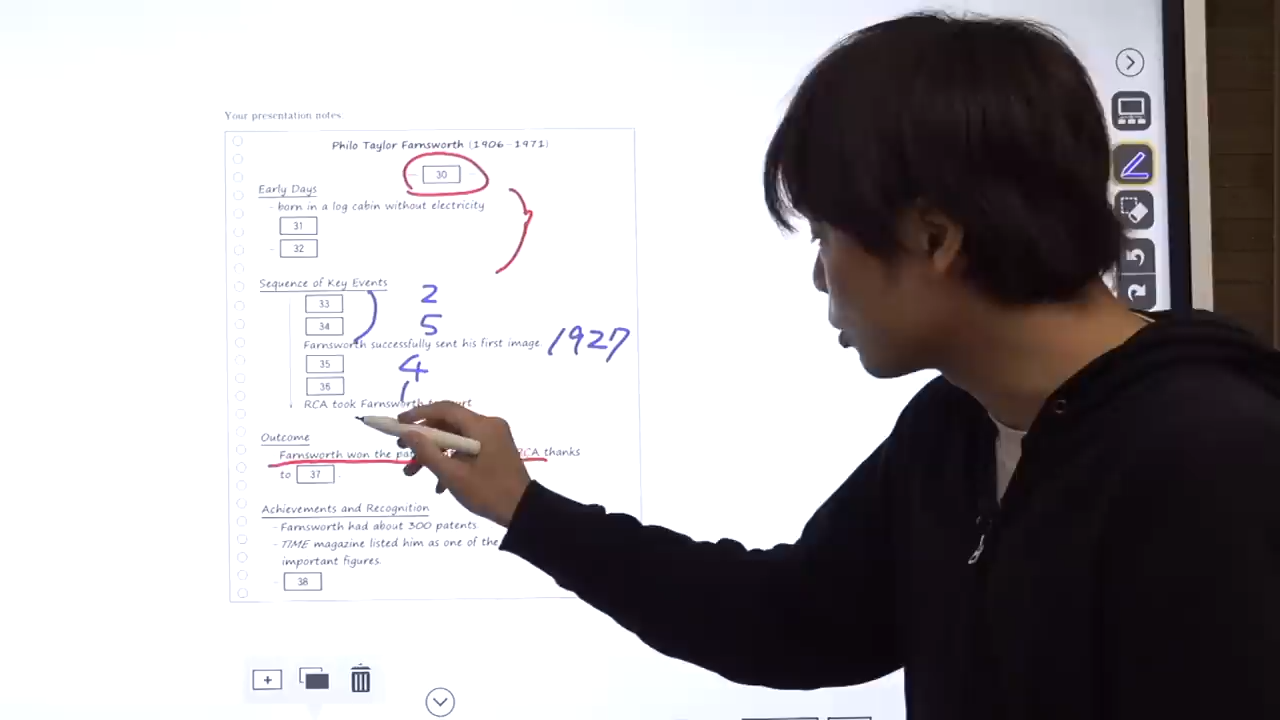 Your presentation notes
Philo Taylor Farnsworth (1906-1971)
30
Early Days
- born in a log cabin without electricity
31
- 32
Sequence of Key Events
33 2
34 5
Farnsworth successfully sent his first image. 1927
35 4
36 1
RCA took Farnsworth
Outcome
Farnsworth won the RCA thanks
to 37 .
Achievements and Recognition
- Farnsworth had about 300 patents.
- TIME magazine listed him as one of the
important figures.
- 38